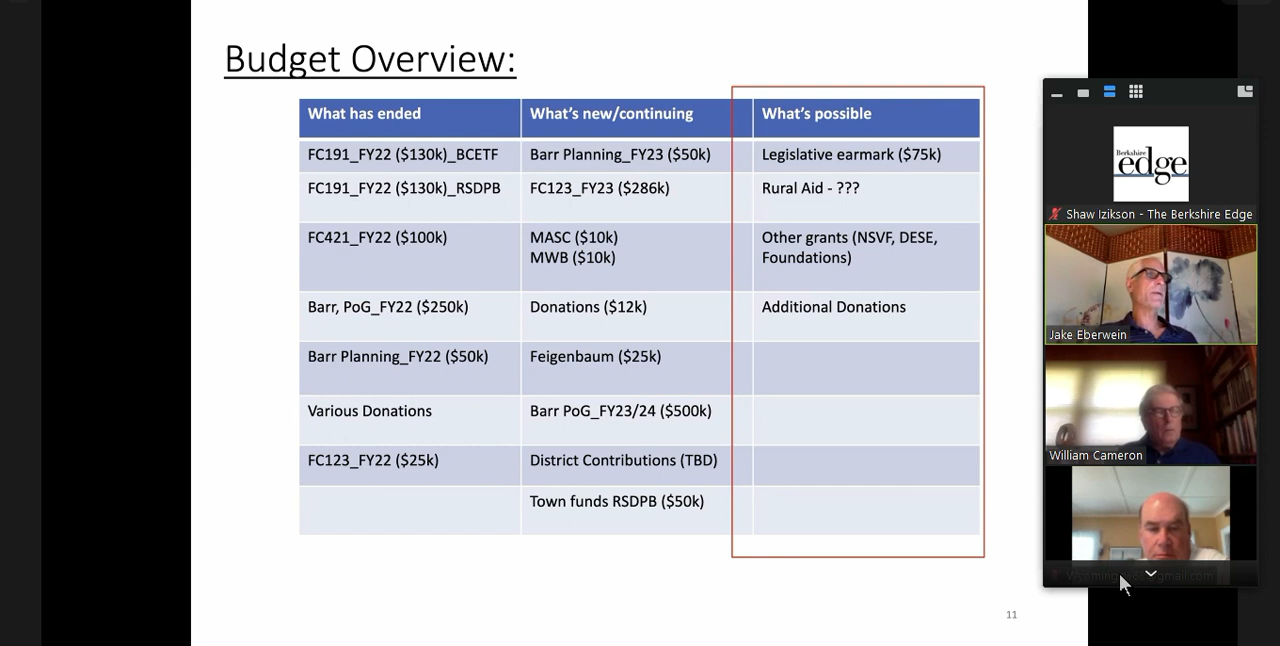 Budget Overview:
What has ended
What's new/continuing
What's possible
FC191_FY22 ($130k)_BCETF
Barr Planning_FY23 ($50k)
Legislative earmark ($75k)
FC191_FY22 ($130k)_RSDPB
FC123_FY23 ($286k)
Rural Aid - ???
FC421_FY22 ($100k)
MASC ($10k)
MWB ($10k)
Other grants (NSVF, DESE,
Foundations)
Barr, PoG_FY22 ($250k)
Donations ($12k)
Additional Donations
Barr Planning_FY22 ($50k)
Feigenbaum ($25k)
Various Donations
Barr PoG_FY23/24 ($500k)
FC123_FY22 ($25k)
District Contributions (TBD)
Town funds RSDPB ($50k)
11
Berkshire
edge
Shaw Izikson - The Berkshire Edge
Jake Eberwein
William Cameron